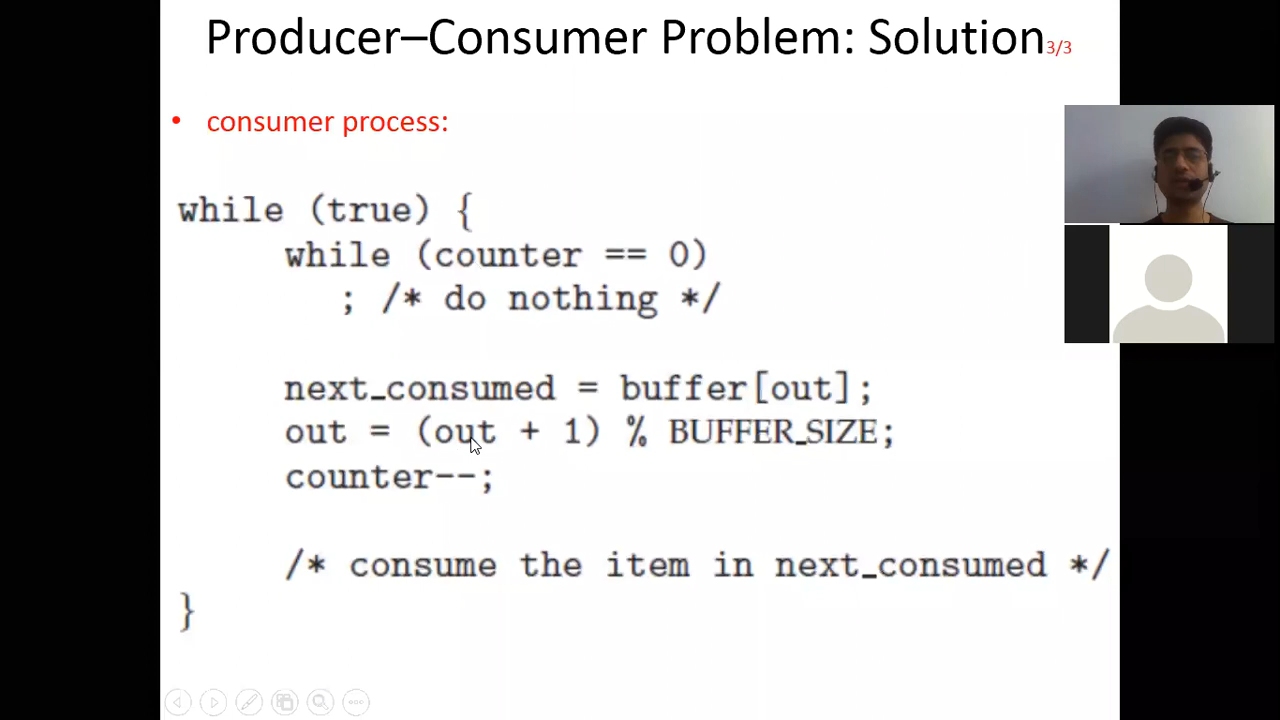 Producer–Consumer Problem: Solution3/3
• consumer process:
while (true) {
while (counter == 0)
; /* do nothing */
next_consumed = buffer[out];
out = (out + 1) % BUFFER_SIZE;
counter--;
/* consume the item in next_consumed */
}